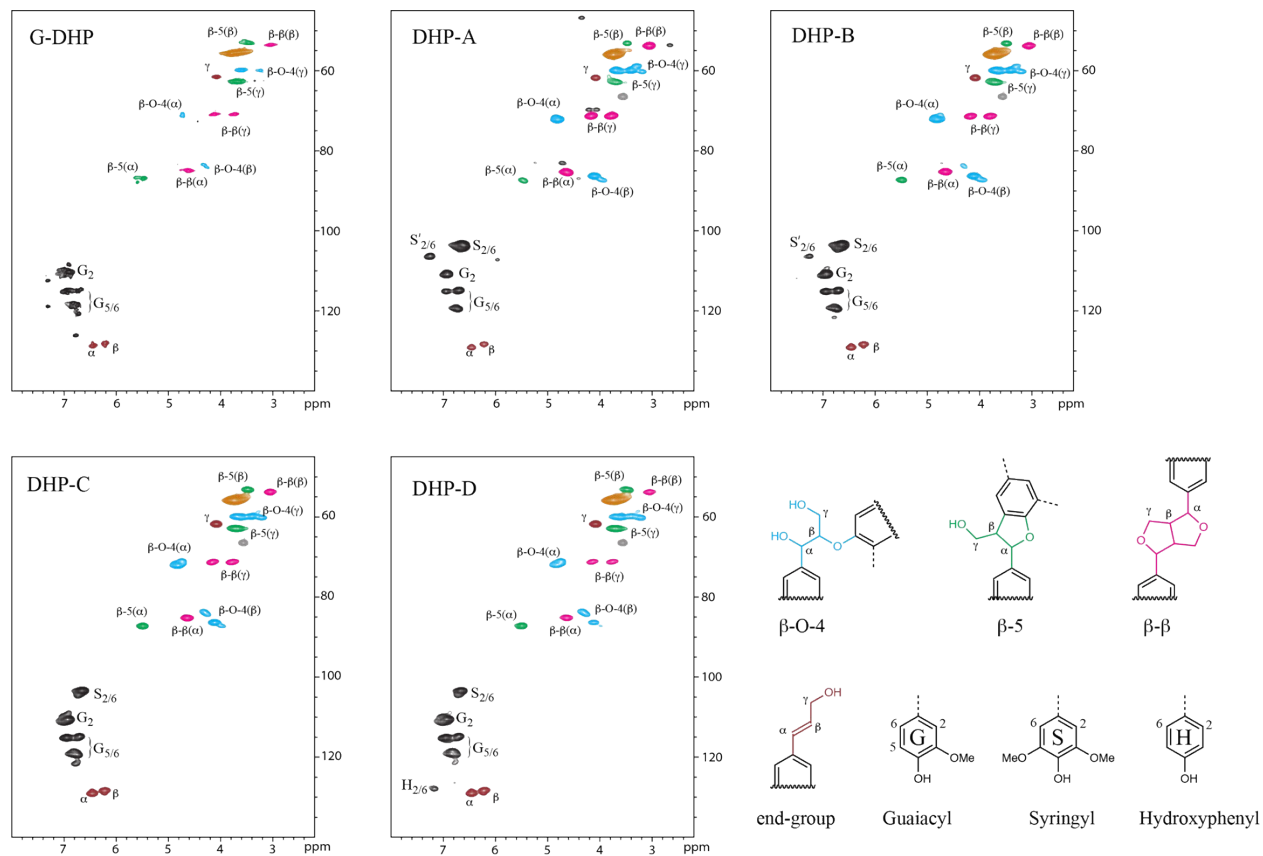 G-DHP
β-5(β)
β-β(β)
γ
β-O-4(γ)
β-5(γ)
β-O-4(α)
β-β(γ)
β-5(α)
β-β(α)
β-O-4(β)
G2
G5/6
α
β
60
80
100
120
7 6 5 4 3 ppm
DHP-A
β-5(β)
β-β(β)
γ
β-O-4(γ)
β-5(γ)
β-O-4(α)
β-β(γ)
β-5(α)
β-β(α)
β-O-4(β)
S'2/6
S2/6
G2
G5/6
α
β
60
80
100
120
7 6 5 4 3 ppm
DHP-B
β-5(β)
β-β(β)
γ
β-O-4(γ)
β-5(γ)
β-O-4(α)
β-β(γ)
β-5(α)
β-β(α)
β-O-4(β)
S'2/6
S2/6
G2
G5/6
α
β
60
80
100
120
7 6 5 4 3 ppm
DHP-C
β-5(β)
β-β(β)
γ
β-O-4(γ)
β-5(γ)
β-O-4(α)
β-β(γ)
β-5(α)
β-β(α)
β-O-4(β)
S2/6
G2
G5/6
α
β
60
80
100
120
7 6 5 4 3 ppm
DHP-D
β-5(β)
β-β(β)
γ
β-O-4(γ)
β-5(γ)
β-O-4(α)
β-β(γ)
β-5(α)
β-β(α)
β-O-4(β)
S2/6
G2
G5/6
H2/6
α
β
60
80
100
120
7 6 5 4 3 ppm
HO
γ
HO
β
α
O
β-O-4
HO
γ
β
α
O
β-5
γ
β
α
O
O
β-β
OH
γ
α
β
end-group
6
2
5
G
OMe
OH
Guaiacyl
6
2
S
MeO
OMe
OH
Syringyl
6
2
H
OH
Hydroxyphenyl